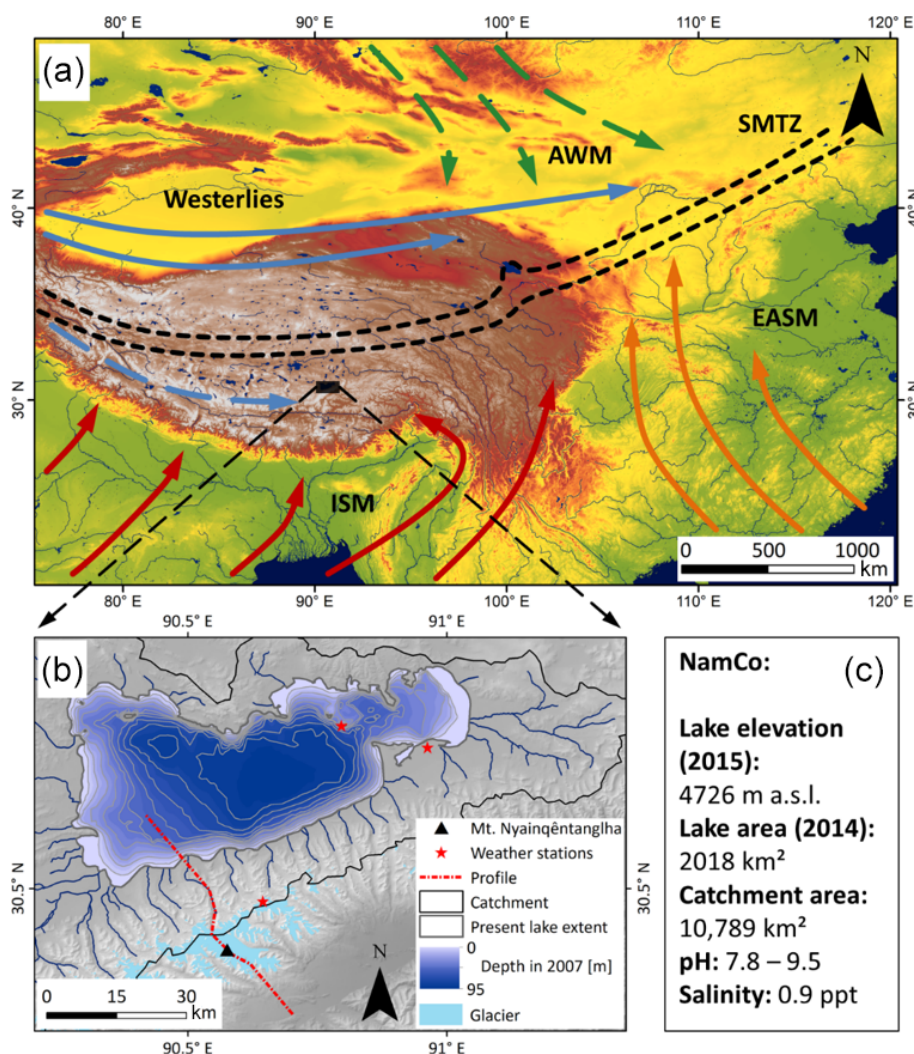 80° E 90° E 100° E 110° E 120° E
(a)
N
SMTZ
AWM
Westerlies
40° N
40° N
EASM
30° N
30° N
ISM
0 500 1000
km
80° E 90° E 100° E 110° E 120° E
90.5° E 91° E
(b)
Mt. Nyainqêntanglha
Weather stations
Profile
Catchment
Present lake extent
0
Depth in 2007 [m]
95
Glacier
30.5° N
30.5° N
N
0 15 30
km
90.5° E 91° E
(c)
NamCo:
Lake elevation
(2015):
4726 m a.s.l.
Lake area (2014):
2018 km²
Catchment area:
10,789 km²
pH: 7.8 – 9.5
Salinity: 0.9 ppt